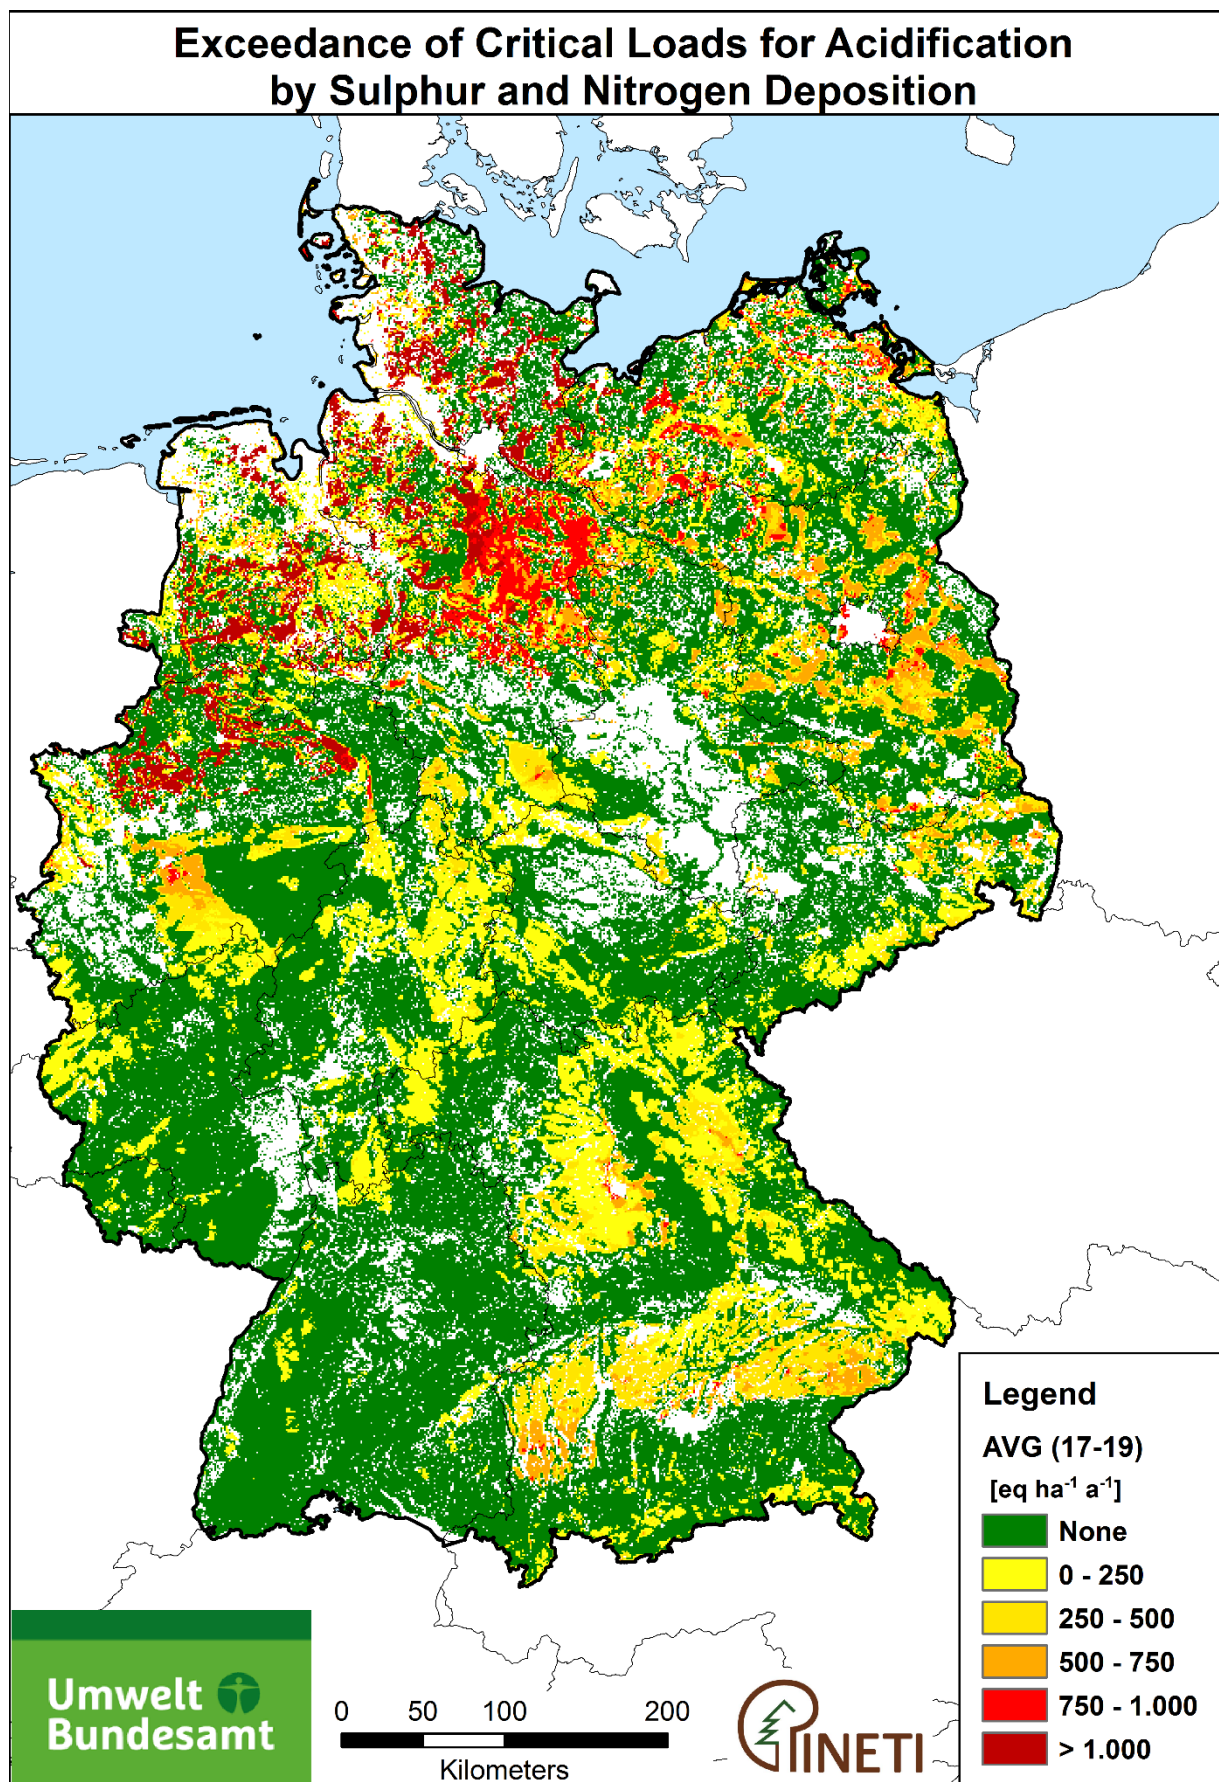 Exceedance of Critical Loads for Acidification
by Sulphur and Nitrogen Deposition
Legend
AVG (17-19)
[eq ha⁻¹ a⁻¹]
None
0 - 250
250 - 500
500 - 750
750 - 1.000
> 1.000
Umwelt
Bundesamt
0 50 100 200
Kilometers
PINETI